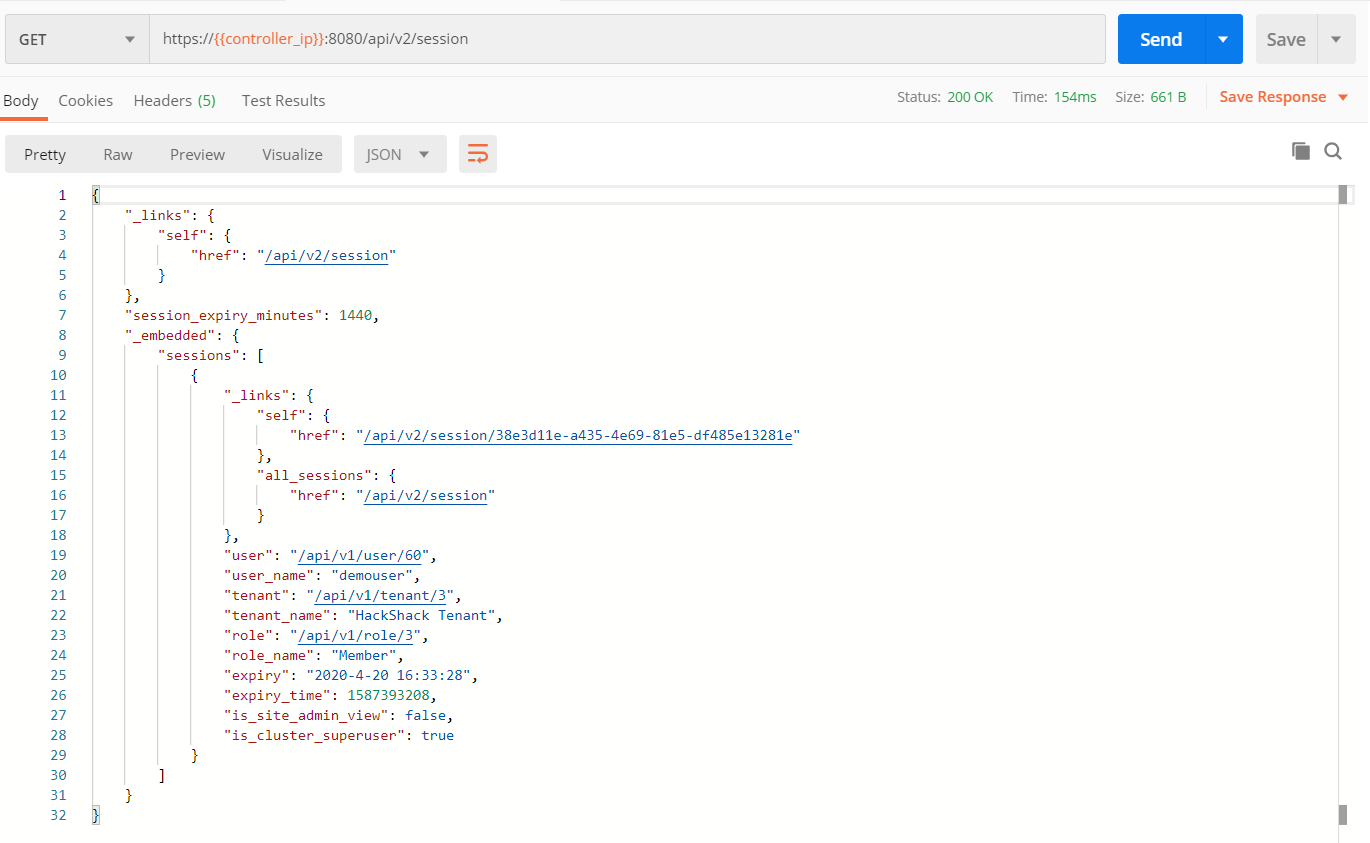 GET https://{{controller_ip}}:8080/api/v2/session Send Save
Body Cookies Headers (5) Test Results Status: 200 OK Time: 154ms Size: 661 B Save Response
Pretty Raw Preview Visualize JSON
1 {
2 "_links": {
3 "self": {
4 "href": "/api/v2/session"
5 }
6 },
7 "session_expiry_minutes": 1440,
8 "_embedded": {
9 "sessions": [
10 {
11 "_links": {
12 "self": {
13 "href": "/api/v2/session/38e3d11e-a435-4e69-81e5-df485e13281e"
14 },
15 "all_sessions": {
16 "href": "/api/v2/session"
17 }
18 },
19 "user": "/api/v1/user/60",
20 "user_name": "demouser",
21 "tenant": "/api/v1/tenant/3",
22 "tenant_name": "HackShack Tenant",
23 "role": "/api/v1/role/3",
24 "role_name": "Member",
25 "expiry": "2020-4-20 16:33:28",
26 "expiry_time": 1587393208,
27 "is_site_admin_view": false,
28 "is_cluster_superuser": true
29 }
30 ]
31 }
32 }